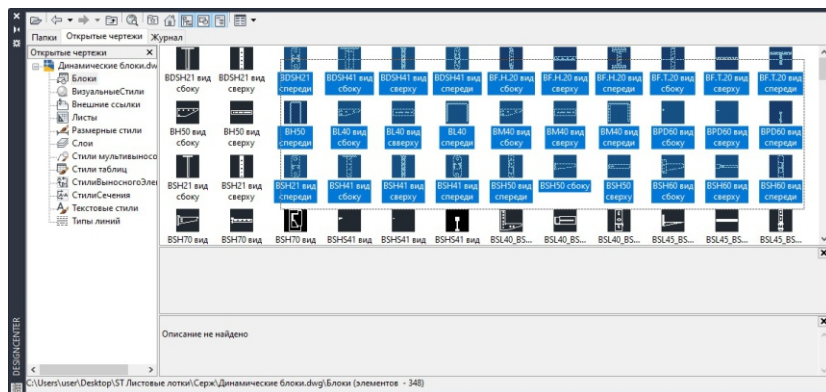 Папки Открытые чертежи Журнал
Открытые чертежи
Динамические блоки.dw
Блоки
ВизуальныеСтили
Внешние ссылки
Листы
Размерные стили
Слои
Стили мультивыносо
Стили таблиц
СтилиВыносногоЭле
СтилиСечения
Текстовые стили
Типы линий
BDSH21 вид сбоку
BDSH21 вид сверху
BDSH21 спереди
BDSH41 вид сбоку
BDSH41 вид сверху
BDSH41 вид спереди
BF.H.20 вид сбоку
BF.H.20 вид сверху
BF.H.20 вид спереди
BF.T.20 вид сбоку
BF.T.20 вид сверху
BF.T.20 вид спереди
BH50 вид сбоку
BH50 вид сверху
BH50 спереди
BL40 вид сбоку
BL40 вид свверху
BL40 спереди
BM40 вид сбоку
BM40 вид свверху
BM40 вид спереди
BPD60 вид сбоку
BPD60 вид сверху
BPD60 вид спереди
BSH21 вид сбоку
BSH21 вид сверху
BSH21 вид спереди
BSH41 вид сбоку
BSH41 вид сверху
BSH41 вид спереди
BSH50 вид спереди
BSH50 сбоку
BSH50 сверху
BSH60 вид сбоку
BSH60 вид сверху
BSH60 вид спереди
BSH70 вид
BSH70 вид
BSH70 вид
BSHS41 вид
BSHS41 вид
BSHS41 вид
BSL40_BS...
BSL40_BS...
BSL40_BS...
BSL45_BS...
BSL45_BS...
BSL45_BS...
Описание не найдено
DESIGNCENTER
C:\Users\user\Desktop\ST Листовые лотки\Серж\Динамические блоки.dwg\Блоки (элементов - 348)